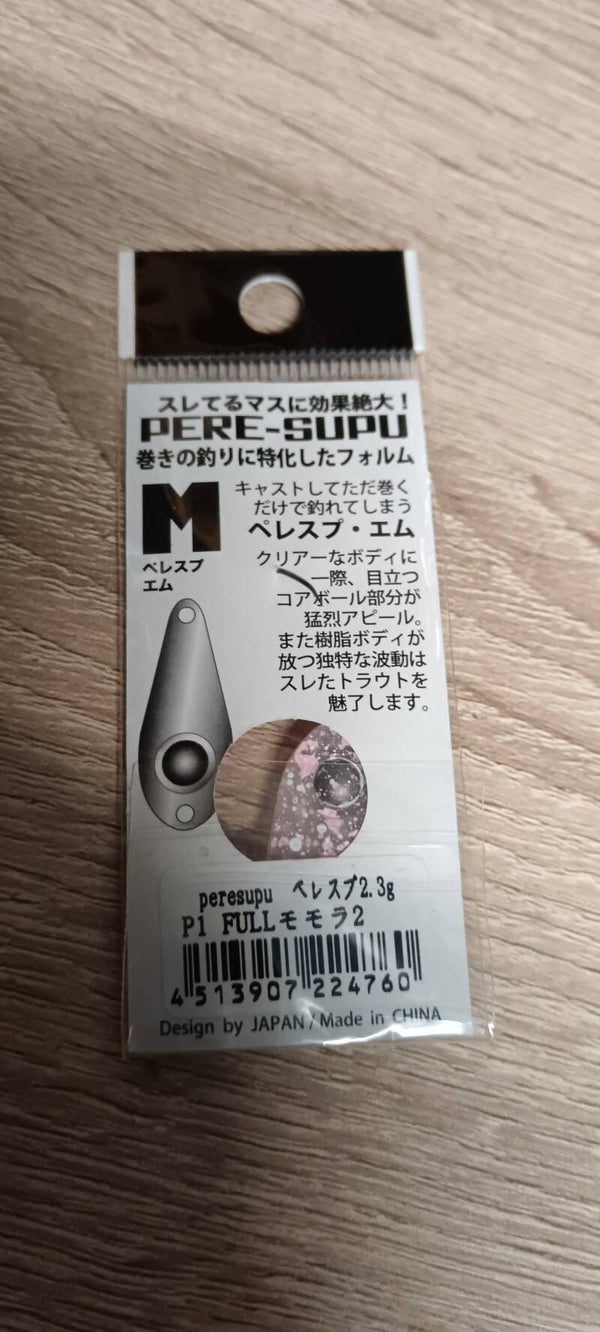 スレてるマスに効果絶大！
PERE-SUPU
巻きの釣りに特化したフォルム
M
ペレスプ
エム
キャストしてただ巻く
だけで釣れてしまう
ペレスプ・エム
クリアーなボディに
一際、目立つ
コアボール部分が
猛烈アピール。
また樹脂ボディが
放つ独特な波動は
スレたトラウトを
魅了します。
peresupu ペレスプ2.3g
P1 FULLモモラ2
4 513907 224760
Design by JAPAN/Made in CHINA